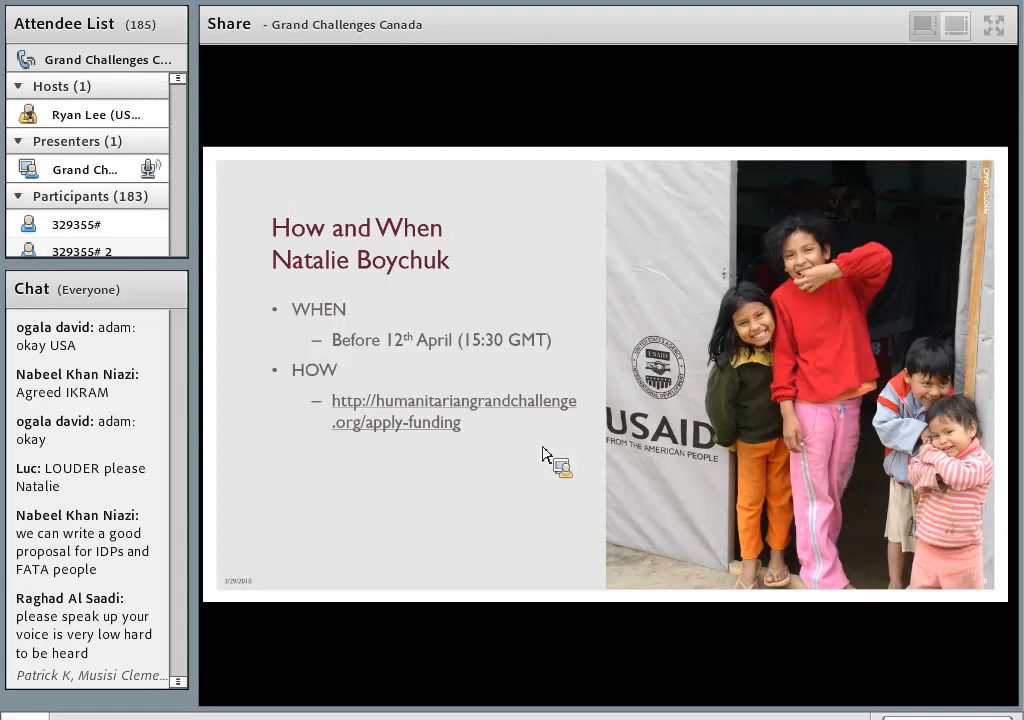 Attendee List (185)
Grand Challenges C...
Hosts (1)
Ryan Lee (US...
Presenters (1)
Grand Ch...
Participants (183)
329355#
329355# 2
Chat (Everyone)
ogala david: adam:
okay USA
Nabeel Khan Niazi:
Agreed IKRAM
ogala david: adam:
okay
Luc: LOUDER please
Natalie
Nabeel Khan Niazi:
we can write a good
proposal for IDPs and
FATA people
Raghad Al Saadi:
please speak up your
voice is very low hard
to be heard
Patrick K, Musisi Cleme...
Share - Grand Challenges Canada
How and When
Natalie Boychuk
• WHEN
– Before 12th April (15:30 GMT)
• HOW
– http://humanitariangrandchallenge
.org/apply-funding
3/29/2018
PHOTO: USAID
USAID
USAID
FROM THE AMERICAN PEOPLE